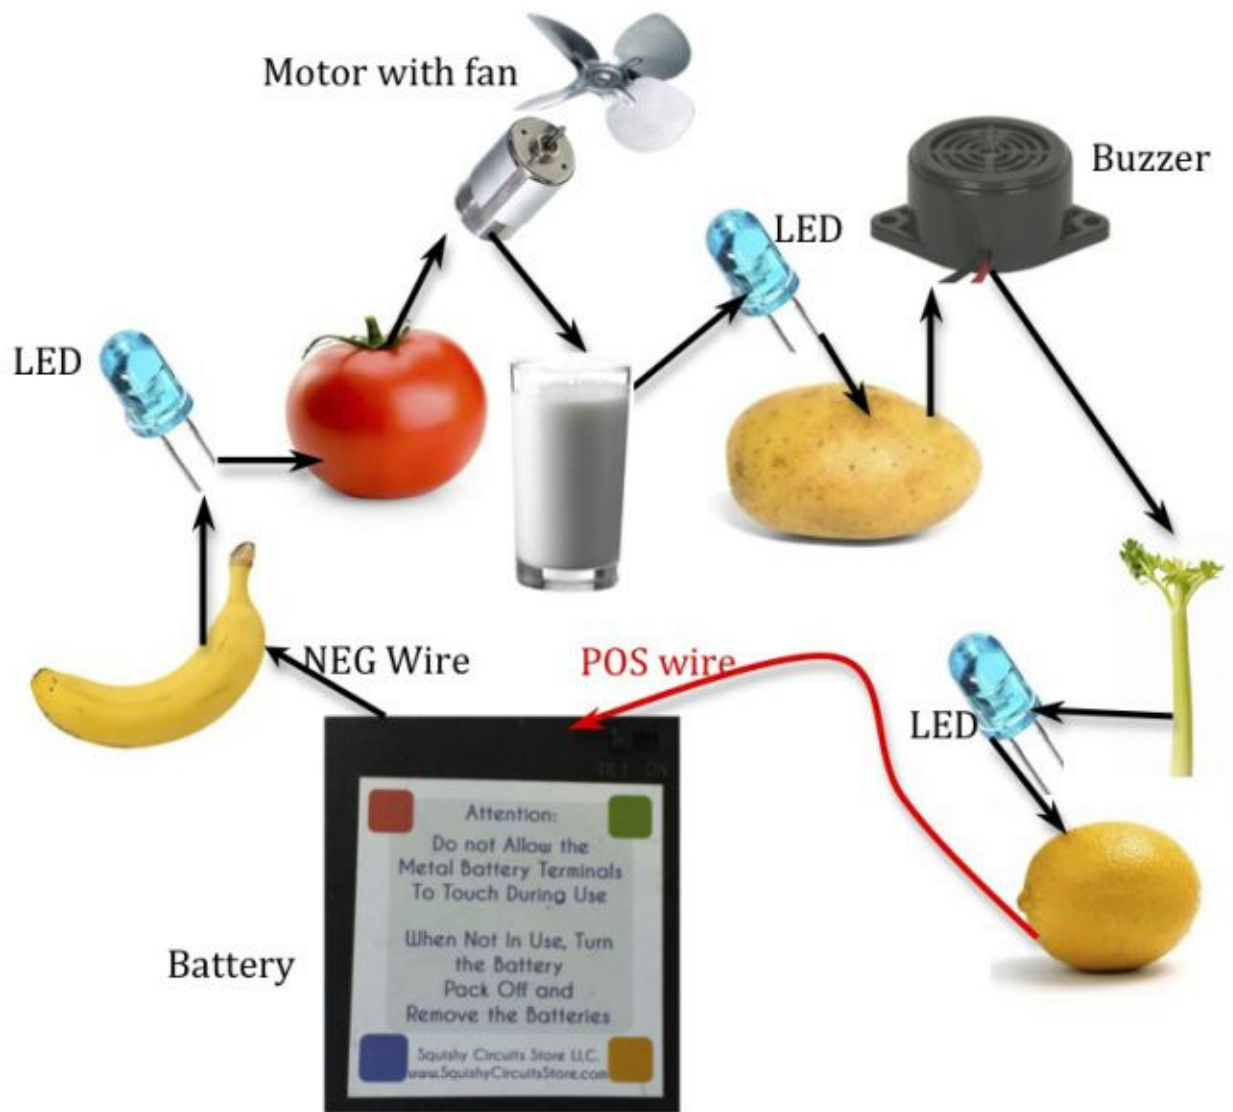 Motor with fan
Buzzer
LED
LED
NEG Wire
POS wire
LED
OFF ON
Attention:
Do not Allow the
Metal Battery Terminals
To Touch During Use
When Not In Use, Turn
the Battery
Pack Off and
Remove the Batteries
Battery
Squishy Circuits Store LLC.
www.SquishyCircuitsStore.com